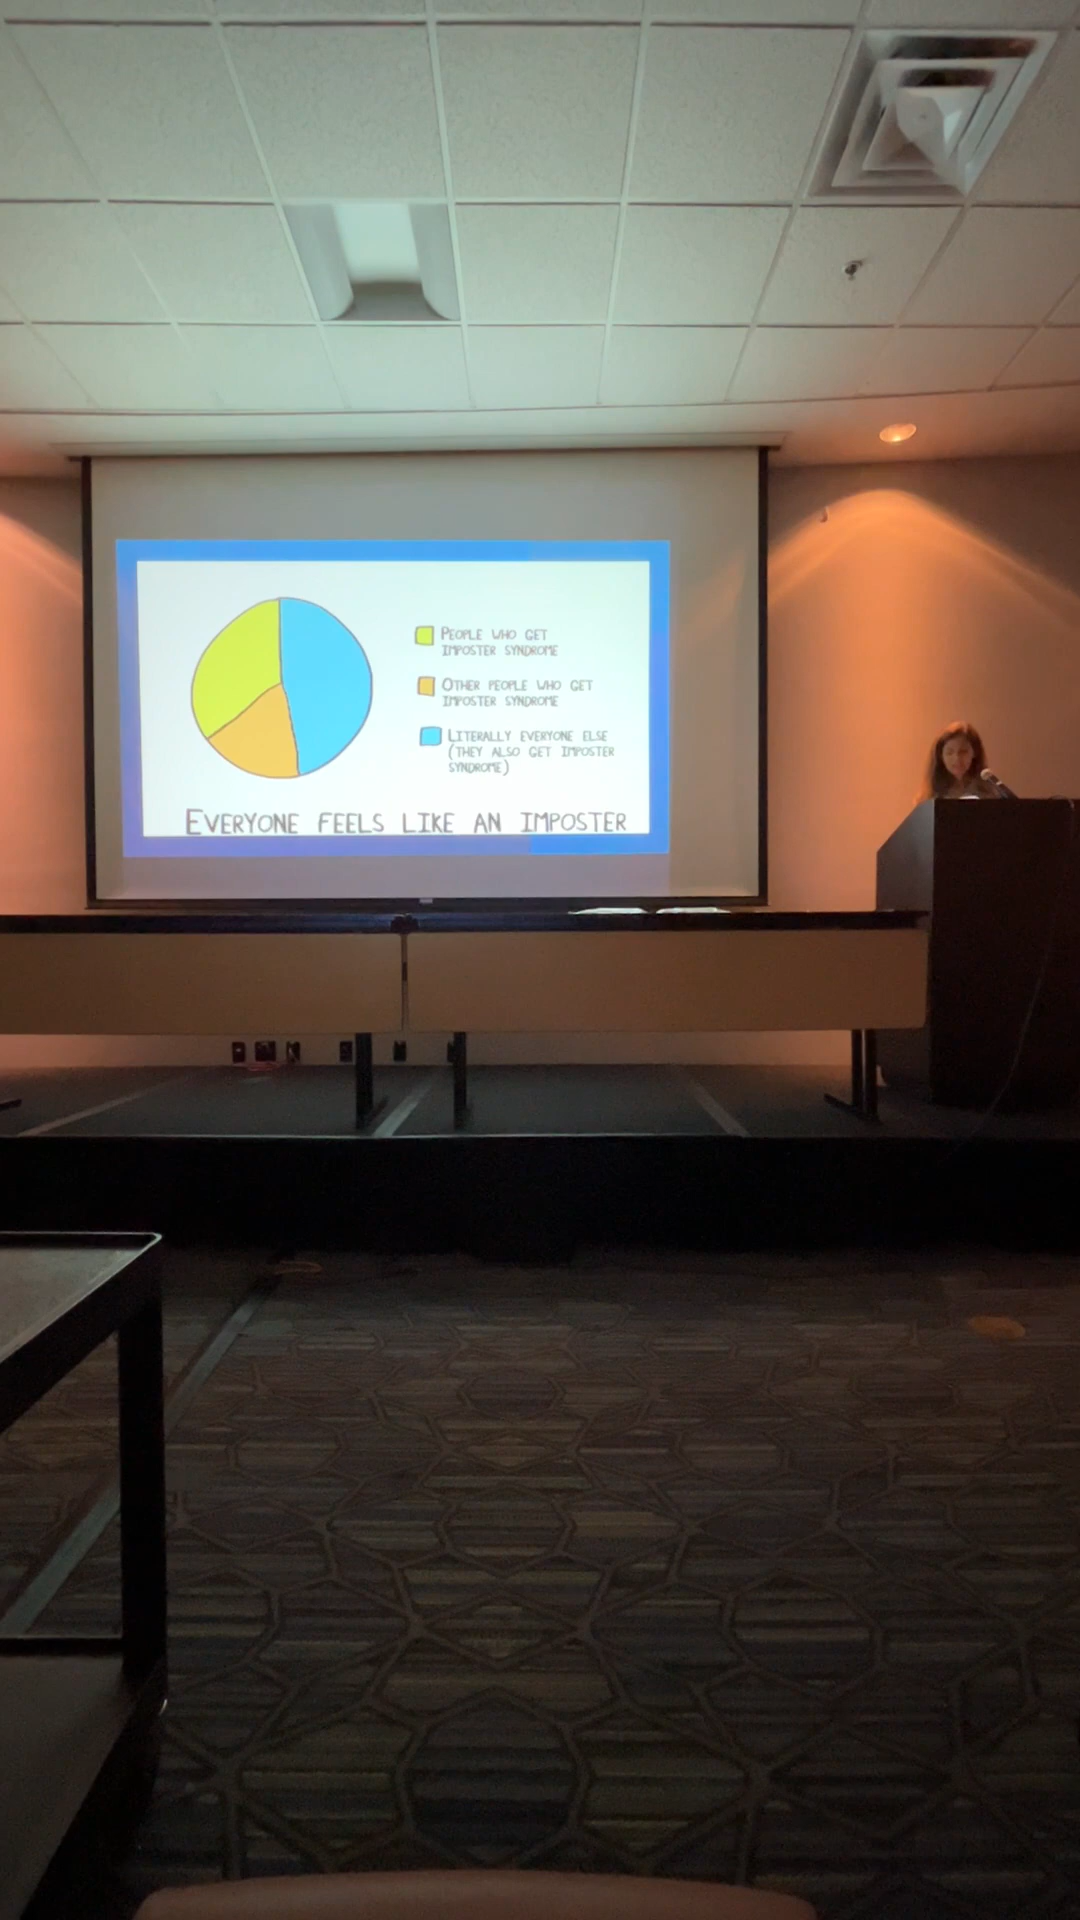 PEOPLE WHO GET
IMPOSTER SYNDROME
OTHER PEOPLE WHO GET
IMPOSTER SYNDROME
LITERALLY EVERYONE ELSE
(THEY ALSO GET IMPOSTER
SYNDROME)
EVERYONE FEELS LIKE AN IMPOSTER